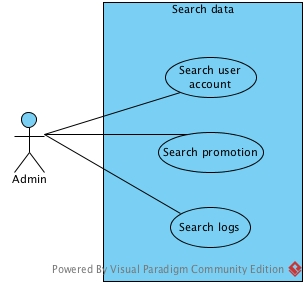 Search data
Search user
account
Search promotion
Admin
Search logs
Powered By Visual Paradigm Community Edition